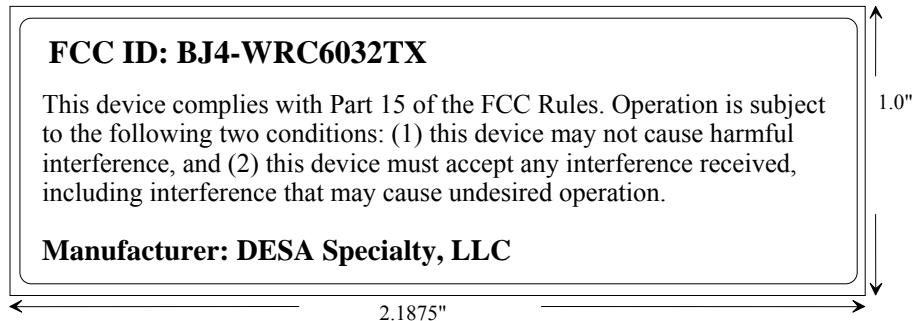 FCC ID: BJ4-WRC6032TX
This device complies with Part 15 of the FCC Rules. Operation is subject
to the following two conditions: (1) this device may not cause harmful
interference, and (2) this device must accept any interference received,
including interference that may cause undesired operation.
Manufacturer: DESA Specialty, LLC
1.0"
2.1875"